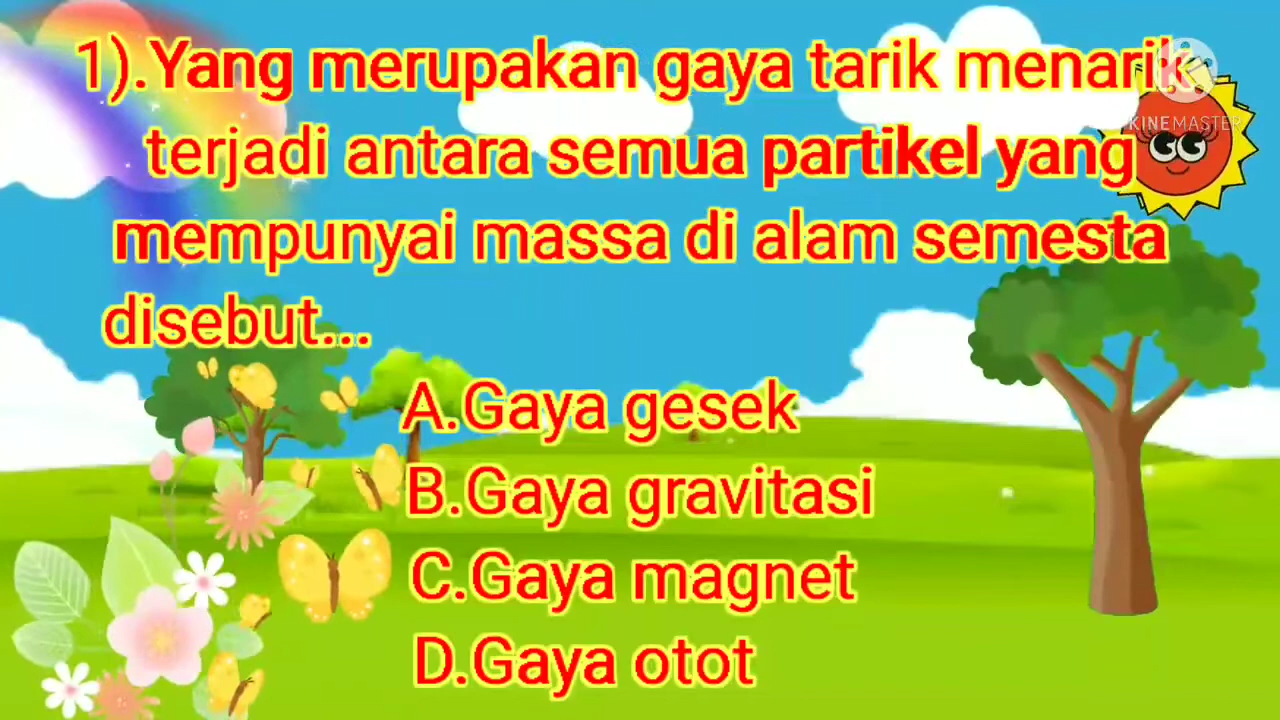 1).Yang merupakan gaya tarik menarik
terjadi antara semua partikel yang
mempunyai massa di alam semesta
disebut...
A.Gaya gesek
B.Gaya gravitasi
C.Gaya magnet
D.Gaya otot
K
KINEMASTER